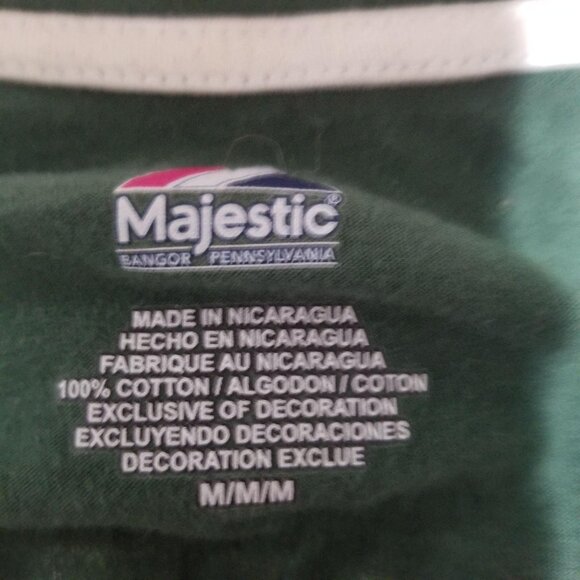 Majestic®
BANGOR PENNSYLVANIA
MADE IN NICARAGUA
HECHO EN NICARAGUA
FABRIQUE AU NICARAGUA
100% COTTON / ALGODON / COTON
EXCLUSIVE OF DECORATION
EXCLUYENDO DECORACIONES
DECORATION EXCLUE
M/M/M